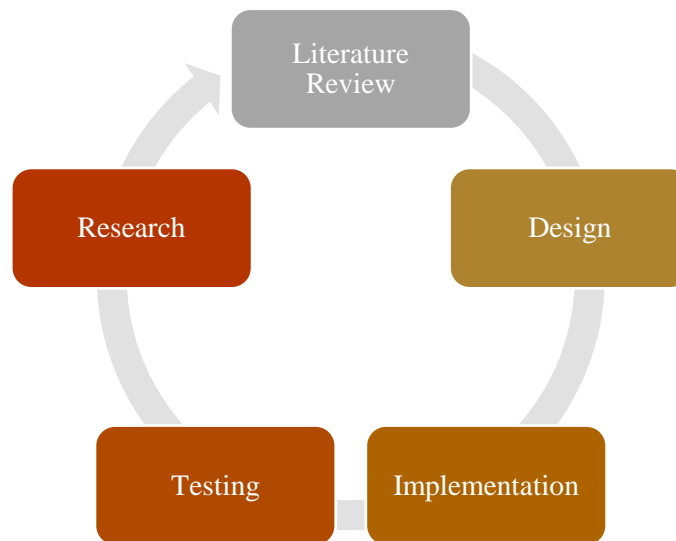 Literature
Review
Design
Implementation
Testing
Research